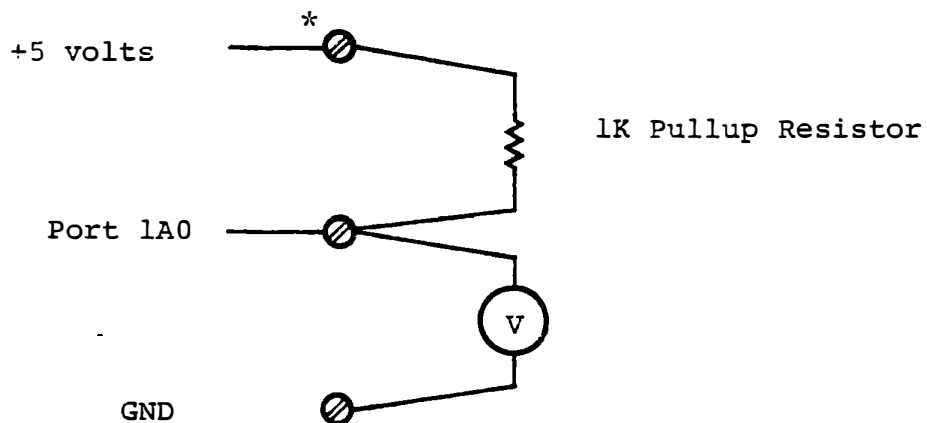 *
+5 volts
1K Pullup Resistor
Port 1A0
V
GND